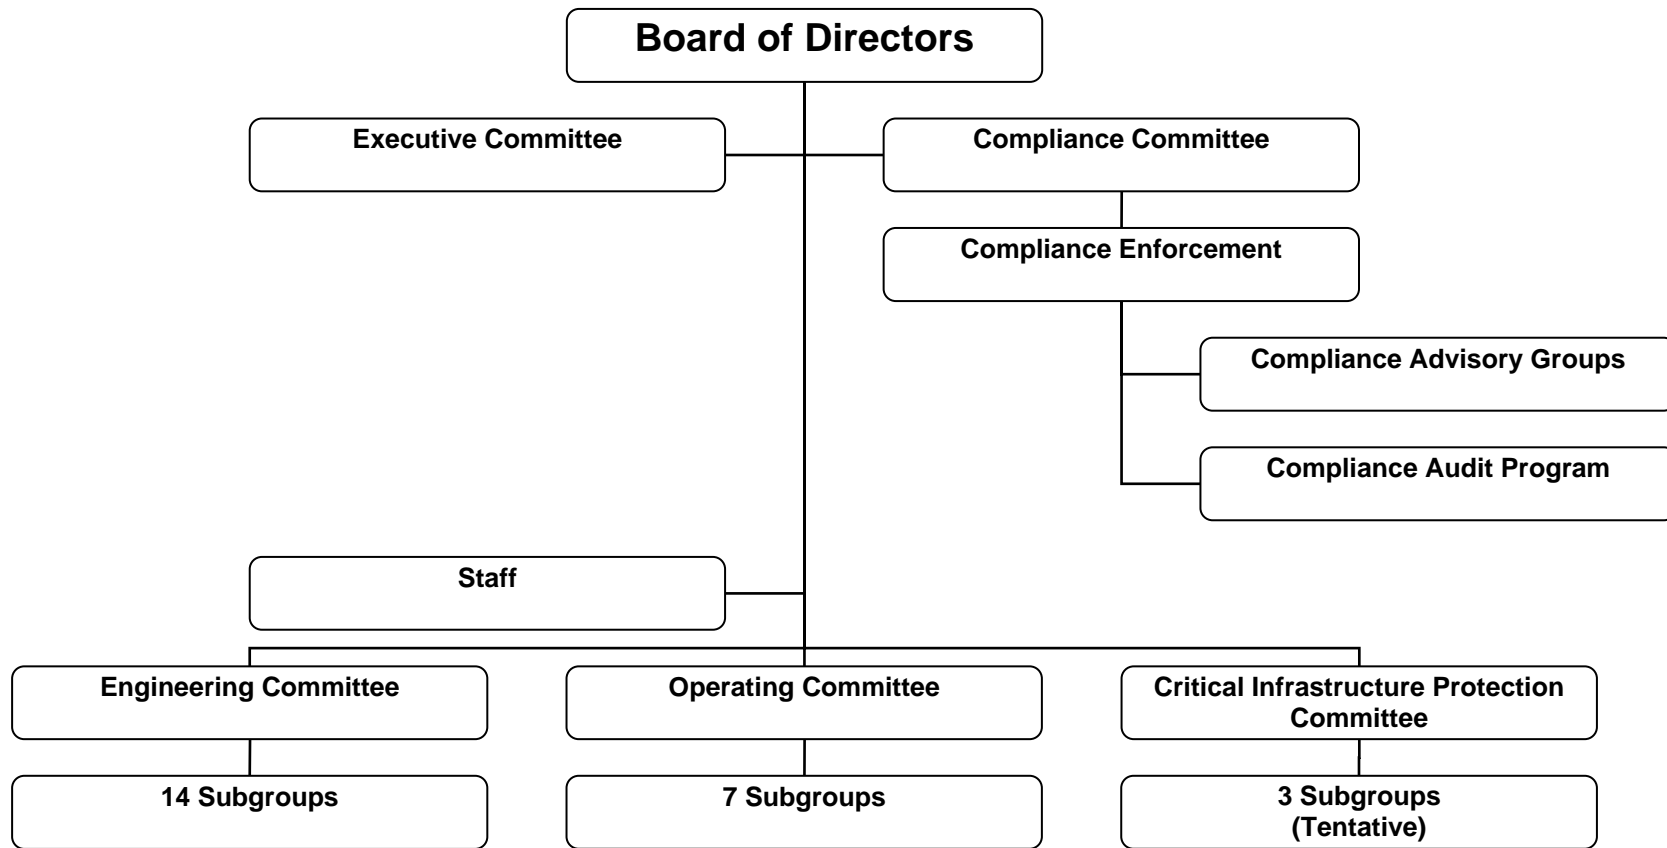 Board of Directors
Executive Committee
Compliance Committee
Compliance Enforcement
Compliance Advisory Groups
Compliance Audit Program
Staff
Engineering Committee
Operating Committee
Critical Infrastructure Protection
Committee
14 Subgroups
7 Subgroups
3 Subgroups
(Tentative)